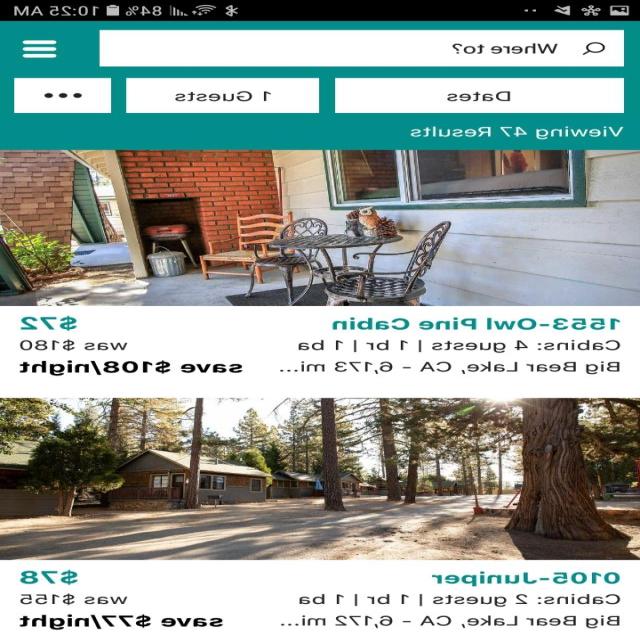 84% 10:25 AM
Where to?
Dates
1 Guests
Viewing 47 Results
1553-Owl Pine Cabin $72
Cabins: 4 guests | 1 br | 1 ba was $180
Big Bear Lake, CA - 6,173 mi... save $108/night
0105-Juniper $78
Cabins: 2 guests | 1 br | 1 ba was $155
Big Bear Lake, CA - 6,172 mi... save $77/night